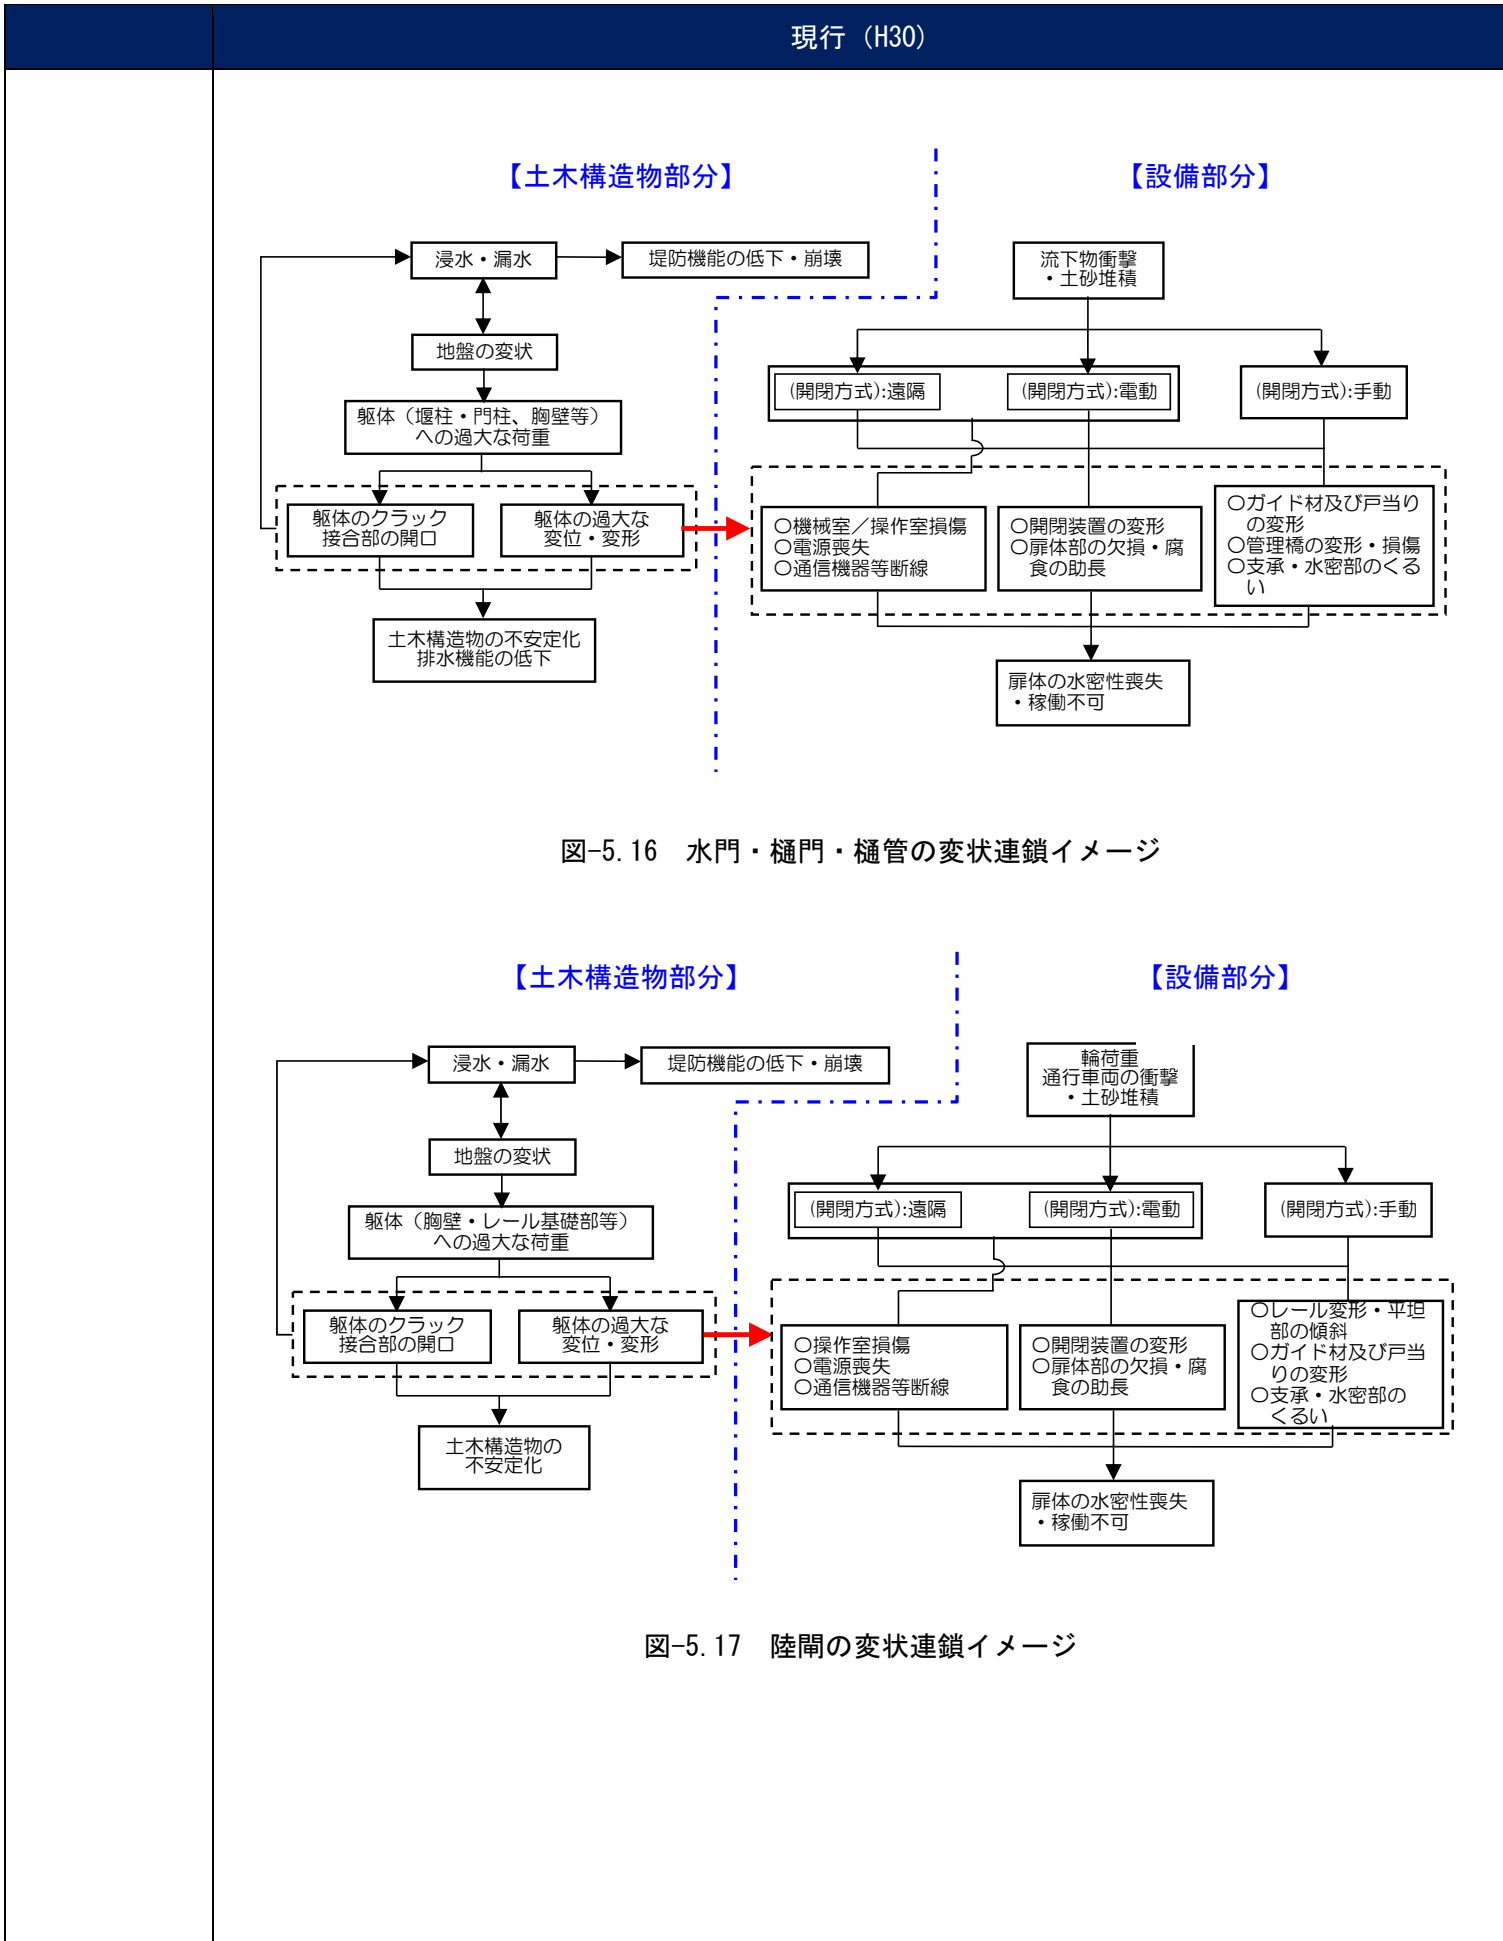 現行（H30）
【土木構造物部分】
【設備部分】
浸水・漏水
堤防機能の低下・崩壊
流下物衝撃
・土砂堆積
地盤の変状
(開閉方式):遠隔
(開閉方式):電動
(開閉方式):手動
躯体（堰柱・門柱、胸壁等）
への過大な荷重
躯体のクラック
接合部の開口
躯体の過大な
変位・変形
○機械室／操作室損傷
○電源喪失
○通信機器等断線
○開閉装置の変形
○扉体部の欠損・腐
食の助長
○ガイド材及び戸当り
の変形
○管理橋の変形・損傷
○支承・水密部のくる
い
土木構造物の不安定化
排水機能の低下
扉体の水密性喪失
・稼働不可
図-5.16　水門・樋門・樋管の変状連鎖イメージ
【土木構造物部分】
【設備部分】
浸水・漏水
堤防機能の低下・崩壊
輪荷重
通行車両の衝撃
・土砂堆積
地盤の変状
(開閉方式):遠隔
(開閉方式):電動
(開閉方式):手動
躯体（胸壁・レール基礎部等）
への過大な荷重
躯体のクラック
接合部の開口
躯体の過大な
変位・変形
○操作室損傷
○電源喪失
○通信機器等断線
○開閉装置の変形
○扉体部の欠損・腐
食の助長
○レール変形・平坦
部の傾斜
○ガイド材及び戸当
りの変形
○支承・水密部の
くるい
土木構造物の
不安定化
扉体の水密性喪失
・稼働不可
図-5.17　陸閘の変状連鎖イメージ